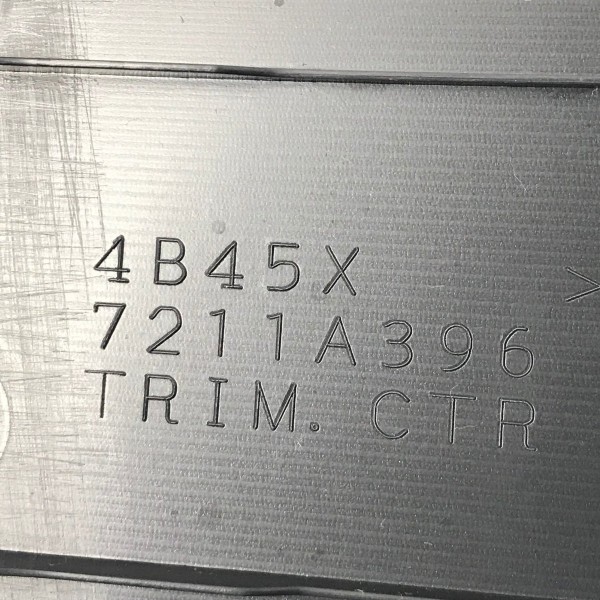 4B45X >
7211A396
TRIM. CTR